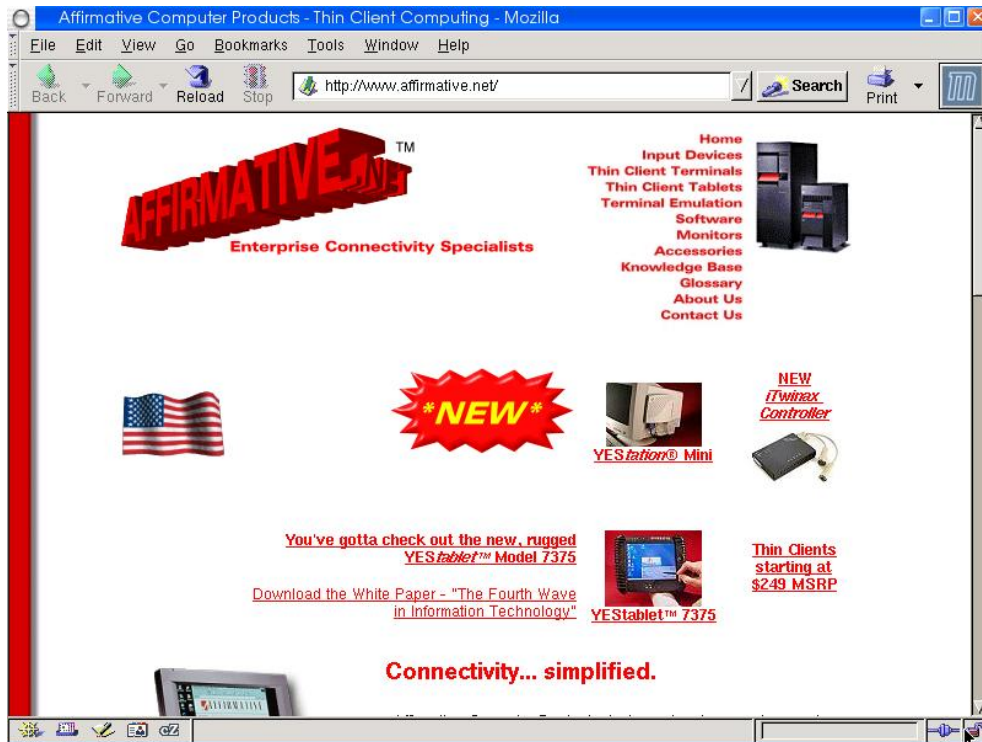 Affirmative Computer Products - Thin Client Computing - Mozilla
File Edit View Go Bookmarks Tools Window Help
Back Forward Reload Stop http://www.affirmative.net/ Search Print
AFFIRMATIVE.NET TM
Enterprise Connectivity Specialists
Home
Input Devices
Thin Client Terminals
Thin Client Tablets
Terminal Emulation
Software
Monitors
Accessories
Knowledge Base
Glossary
About Us
Contact Us
*NEW*
YEStation® Mini
NEW
iTwinax
Controller
You've gotta check out the new, rugged
YEStablet™ Model 7375
Download the White Paper - "The Fourth Wave
in Information Technology"
YEStablet™ 7375
Thin Clients
starting at
$249 MSRP
Connectivity... simplified.
AFFIRMATIVE